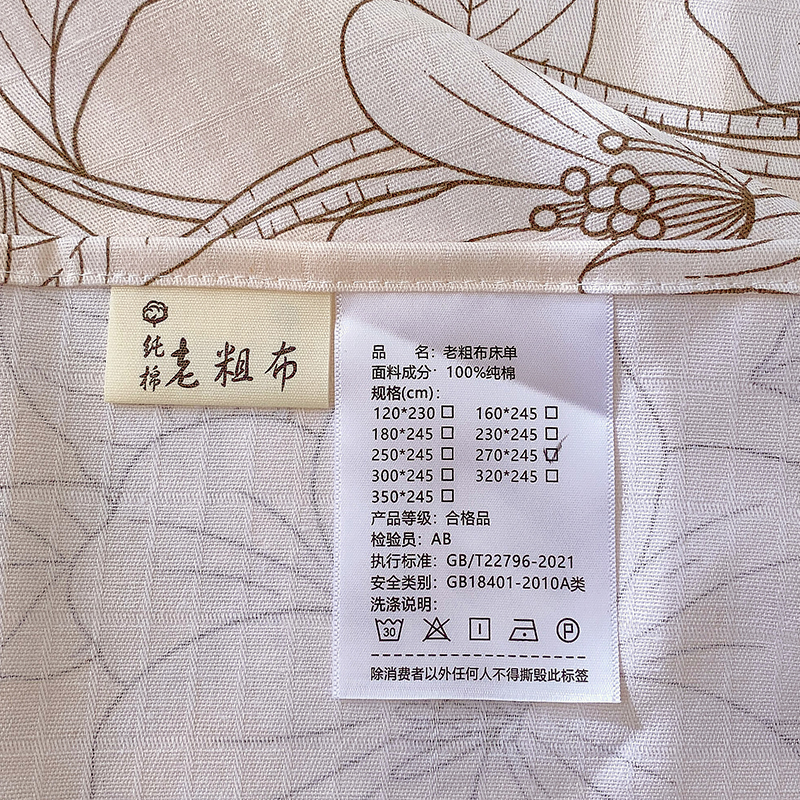 纯棉 老粗布
品 名：老粗布床单
面料成分：100%纯棉
规格(cm)：
120*230 □ 160*245 □
180*245 □ 230*245 □
250*245 □ 270*245 ☑
300*245 □ 320*245 □
350*245 □
产品等级：合格品
检验员：AB
执行标准：GB/T22796-2021
安全类别：GB18401-2010A类
洗涤说明：
30 P
除消费者以外任何人不得撕毁此标签